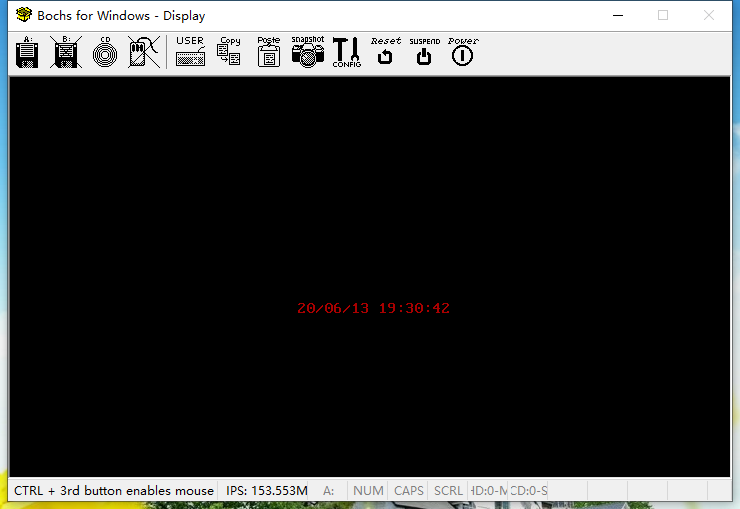 Bochs for Windows - Display
A: B: CD USER Copy Paste snapshot CONFIG Reset SUSPEND Power
20/06/13 19:30:42
CTRL + 3rd button enables mouse IPS: 153.553M A: NUM CAPS SCRL HD:0-M CD:0-S